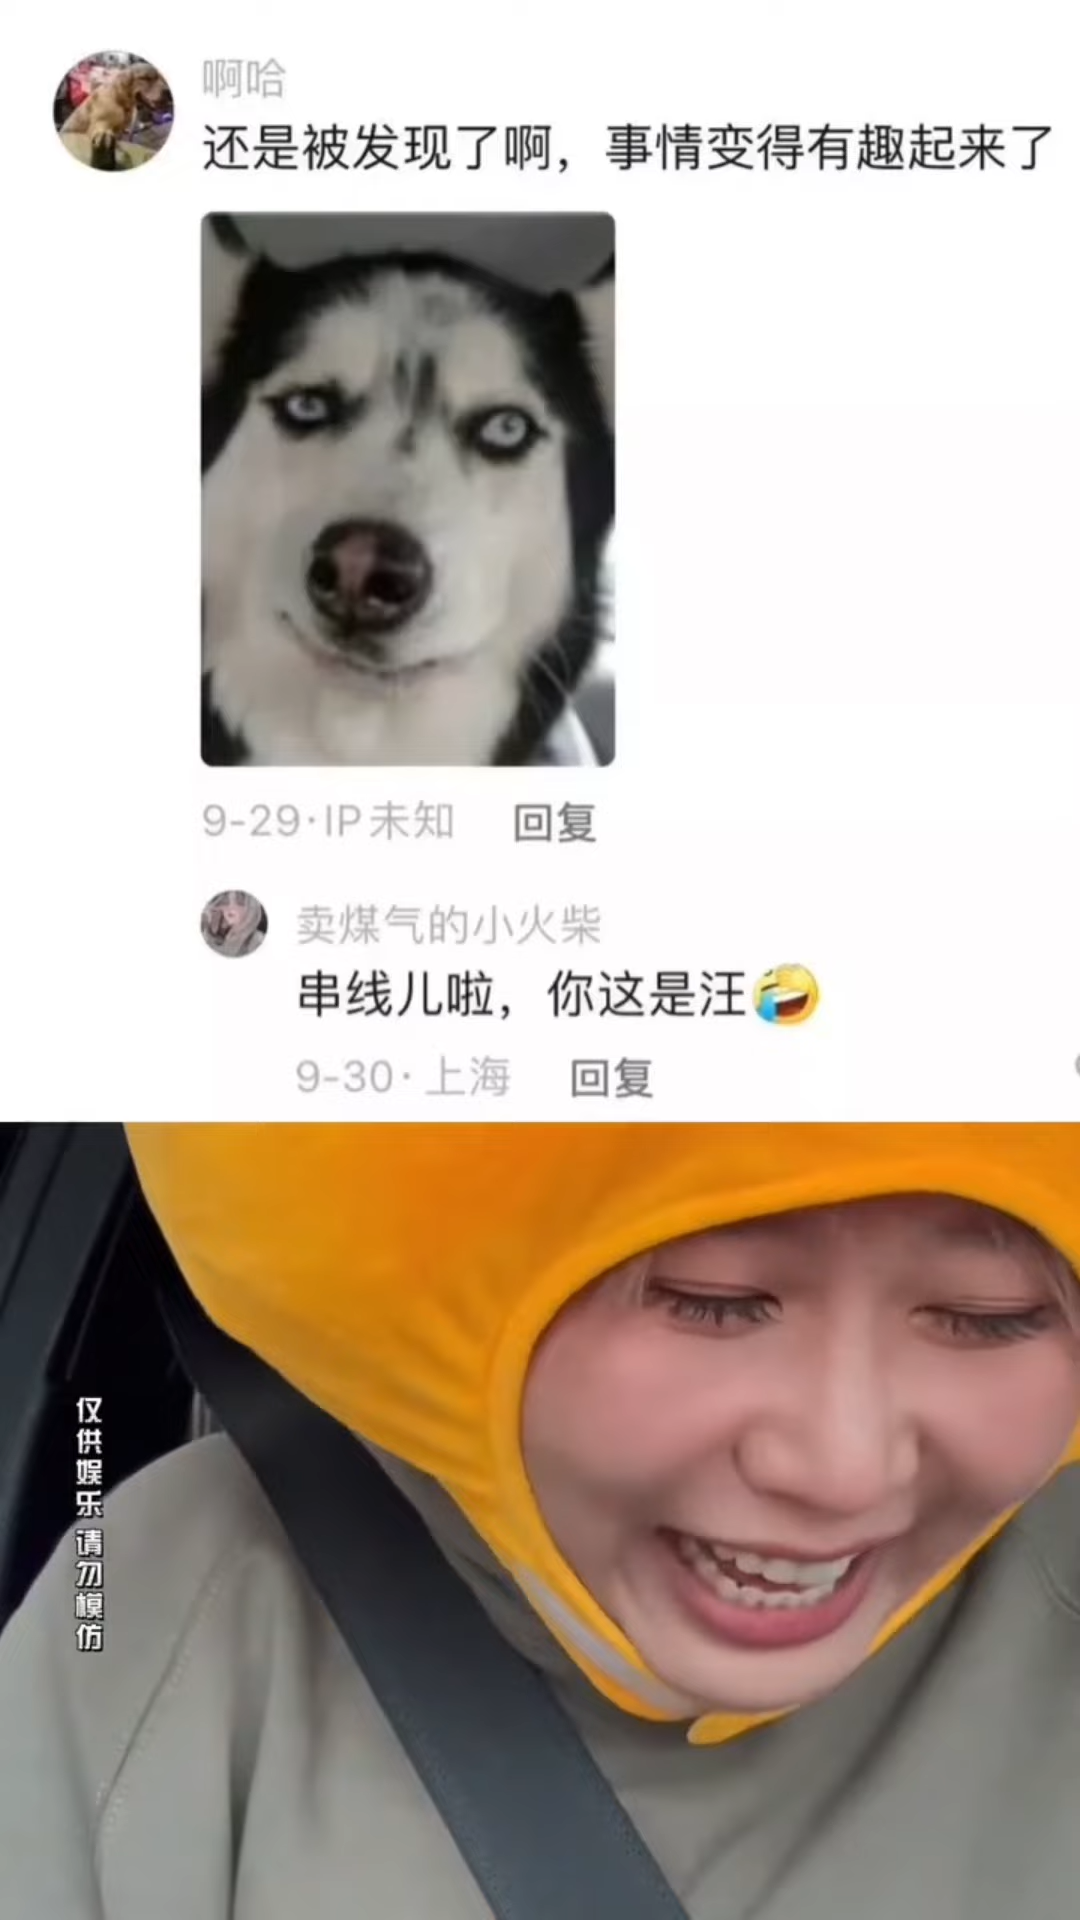 啊哈
还是被发现了啊，事情变得有趣起来了
9-29·IP未知 回复
卖煤气的小火柴
串线儿啦，你这是汪🤣
9-30·上海 回复
仅供娱乐 请勿模仿